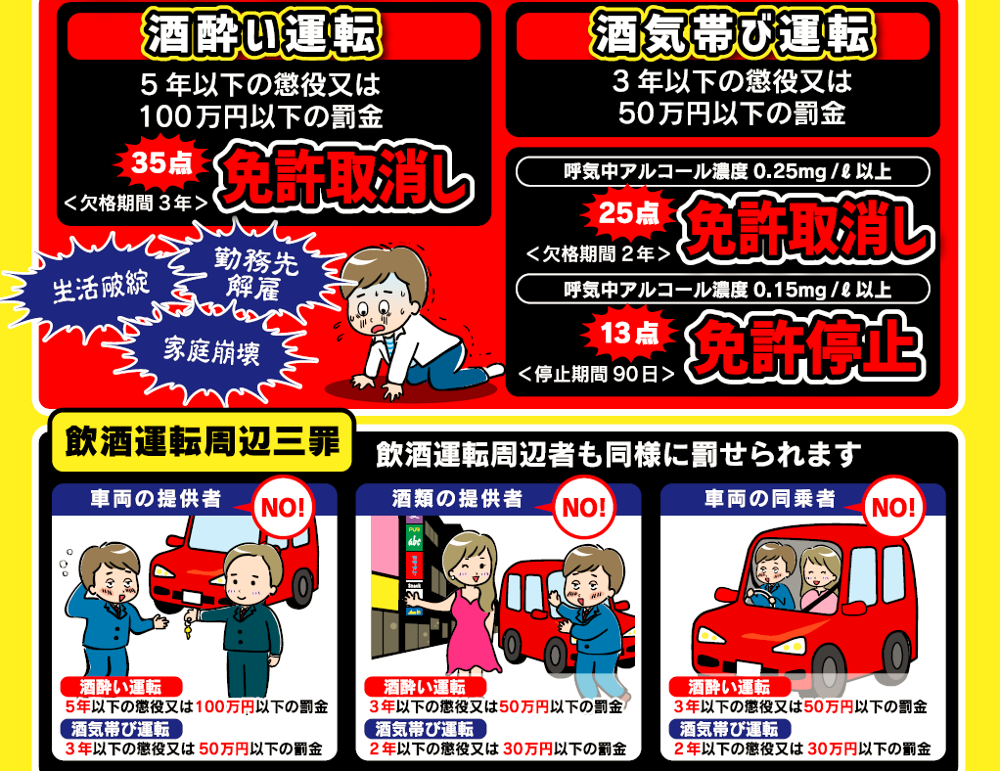 酒酔い運転
5年以下の懲役又は
100万円以下の罰金
35点
免許取消し
<欠格期間3年>
酒気帯び運転
3年以下の懲役又は
50万円以下の罰金
呼気中アルコール濃度0.25mg/ℓ以上
25点
免許取消し
<欠格期間2年>
呼気中アルコール濃度0.15mg/ℓ以上
13点
免許停止
<停止期間90日>
生活破綻
勤務先
解雇
家庭崩壊
飲酒運転周辺三罪
飲酒運転周辺者も同様に罰せられます
車両の提供者
NO!
酒酔い運転
5年以下の懲役又は100万円以下の罰金
酒気帯び運転
3年以下の懲役又は50万円以下の罰金
酒類の提供者
NO!
PUB
abc
Snack
酒酔い運転
3年以下の懲役又は50万円以下の罰金
酒気帯び運転
2年以下の懲役又は30万円以下の罰金
車両の同乗者
NO!
酒酔い運転
3年以下の懲役又は50万円以下の罰金
酒気帯び運転
2年以下の懲役又は30万円以下の罰金